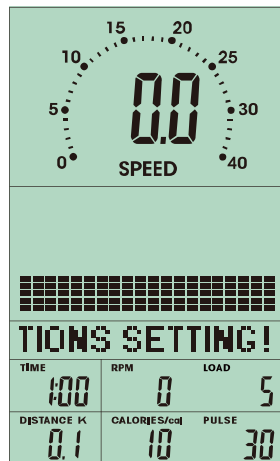 15 20
10 25
5 0.0 30
0 SPEED 40
TIONS SETTING!
TIME RPM LOAD
1:00 0 5
DISTANCE K CALORIES/cal PULSE
0.1 10 30